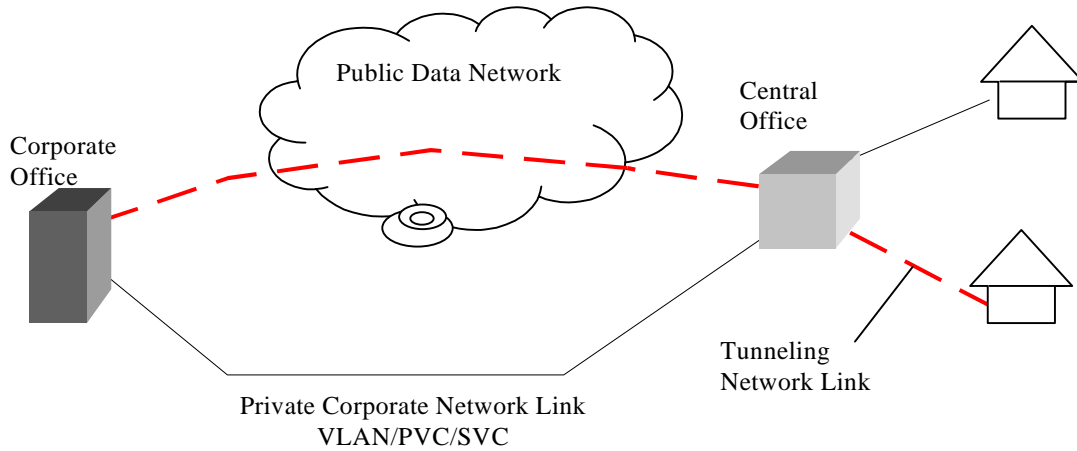 Public Data Network
Central
Office
Corporate
Office
Tunneling
Network Link
Private Corporate Network Link
VLAN/PVC/SVC